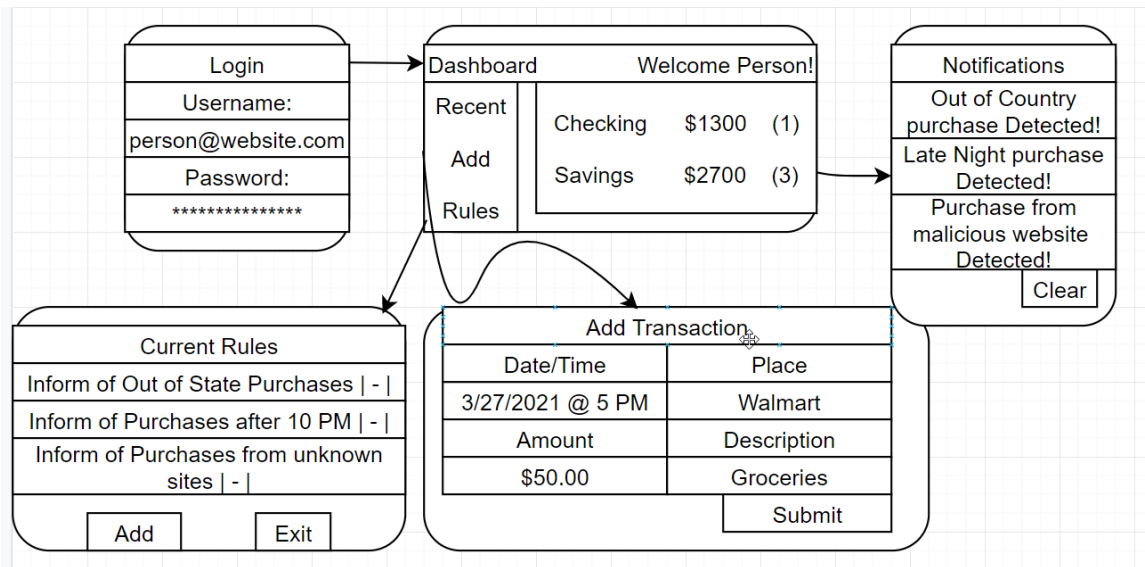 Login
Username:
person@website.com
Password:
***************
Dashboard Welcome Person!
Recent
Add
Rules
Checking $1300 (1)
Savings $2700 (3)
Notifications
Out of Country
purchase Detected!
Late Night purchase
Detected!
Purchase from
malicious website
Detected!
Clear
Current Rules
Inform of Out of State Purchases | - |
Inform of Purchases after 10 PM | - |
Inform of Purchases from unknown
sites | - |
Add Exit
Add Transaction
Date/Time Place
3/27/2021 @ 5 PM Walmart
Amount Description
$50.00 Groceries
Submit